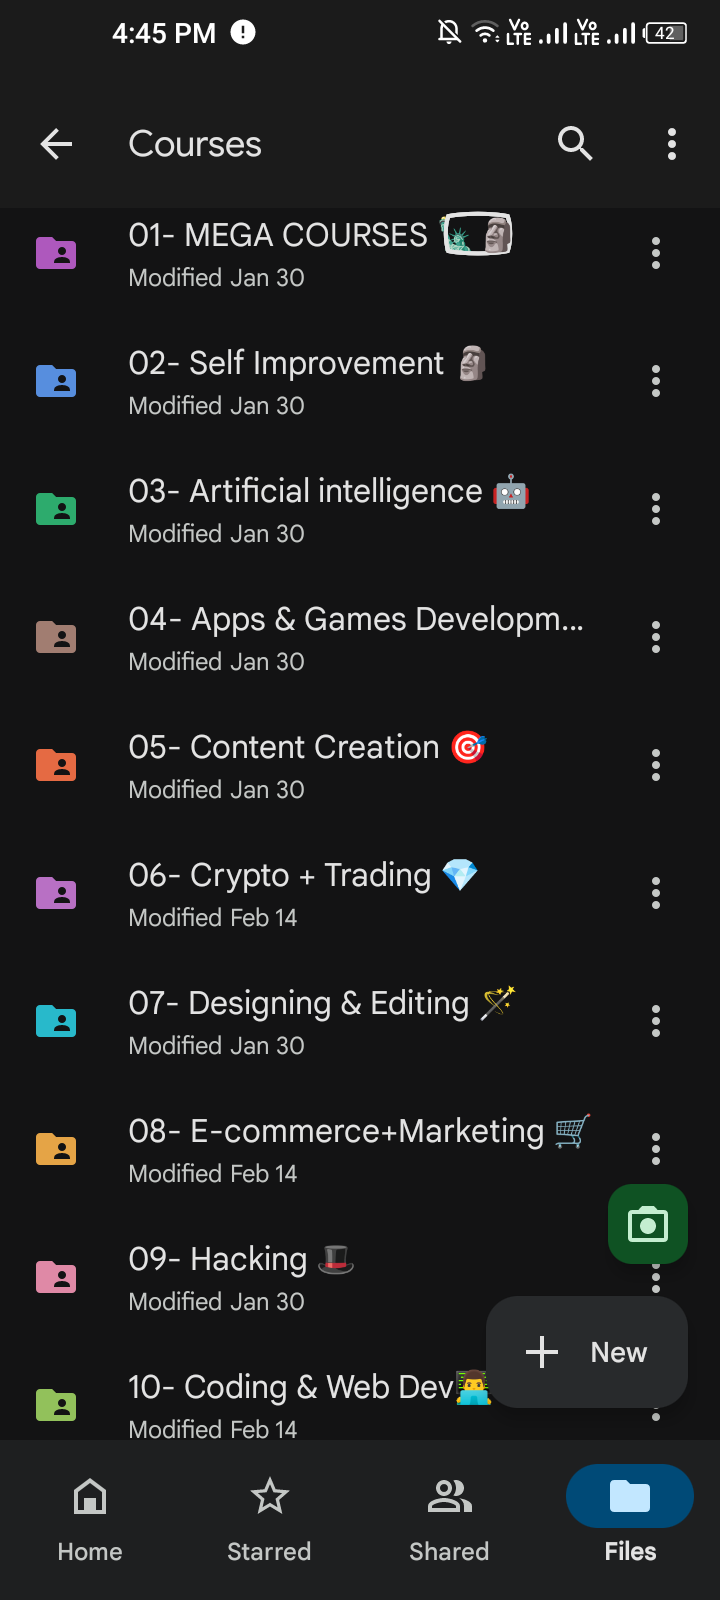 4:45 PM
Vo LTE Vo LTE 42
Courses
01- MEGA COURSES 🗽🗿
Modified Jan 30
02- Self Improvement 🗿
Modified Jan 30
03- Artificial intelligence 🤖
Modified Jan 30
04- Apps & Games Developm...
Modified Jan 30
05- Content Creation 🎯
Modified Jan 30
06- Crypto + Trading 💎
Modified Feb 14
07- Designing & Editing 🪄
Modified Jan 30
08- E-commerce+Marketing 🛒
Modified Feb 14
09- Hacking 🎩
Modified Jan 30
New
10- Coding & Web Dev👨‍💻
Modified Feb 14
Home Starred Shared Files